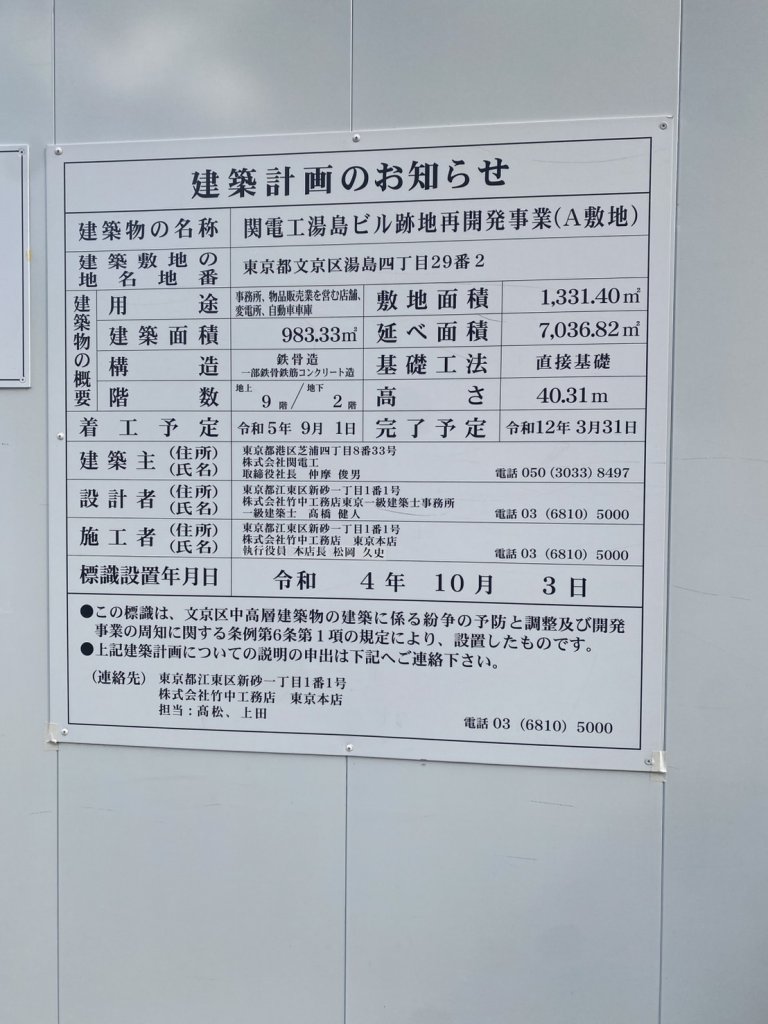 建築計画のお知らせ
建築物の名称 関電工湯島ビル跡地再開発事業(A敷地)
建築敷地の地名地番 東京都文京区湯島四丁目29番2
建築物の概要
用途 事務所、物品販売業を営む店舗、変電所、自動車車庫 敷地面積 1,331.40㎡
建築面積 983.33㎡ 延べ面積 7,036.82㎡
構造 鉄骨造 一部鉄骨鉄筋コンクリート造 基礎工法 直接基礎
階数 地上9階/地下2階 高さ 40.31m
着工予定 令和5年 9月 1日 完了予定 令和12年 3月31日
建築主(住所)(氏名) 東京都港区芝浦四丁目8番33号
株式会社関電工
取締役社長 仲摩 俊男 電話 050(3033)8497
設計者(住所)(氏名) 東京都江東区新砂一丁目1番1号
株式会社竹中工務店東京一級建築士事務所
一級建築士 髙橋 健人 電話 03(6810)5000
施工者(住所)(氏名) 東京都江東区新砂一丁目1番1号
株式会社竹中工務店 東京本店
執行役員 本店長 松岡 久史 電話 03(6810)5000
標識設置年月日 令和 4年 10月 3日
●この標識は、文京区中高層建築物の建築に係る紛争の予防と調整及び開発
事業の周知に関する条例第6条第1項の規定により、設置したものです。
●上記建築計画についての説明の申出は下記へご連絡下さい。
(連絡先) 東京都江東区新砂一丁目1番1号
株式会社竹中工務店 東京本店
担当:髙松、上田
電話 03(6810)5000